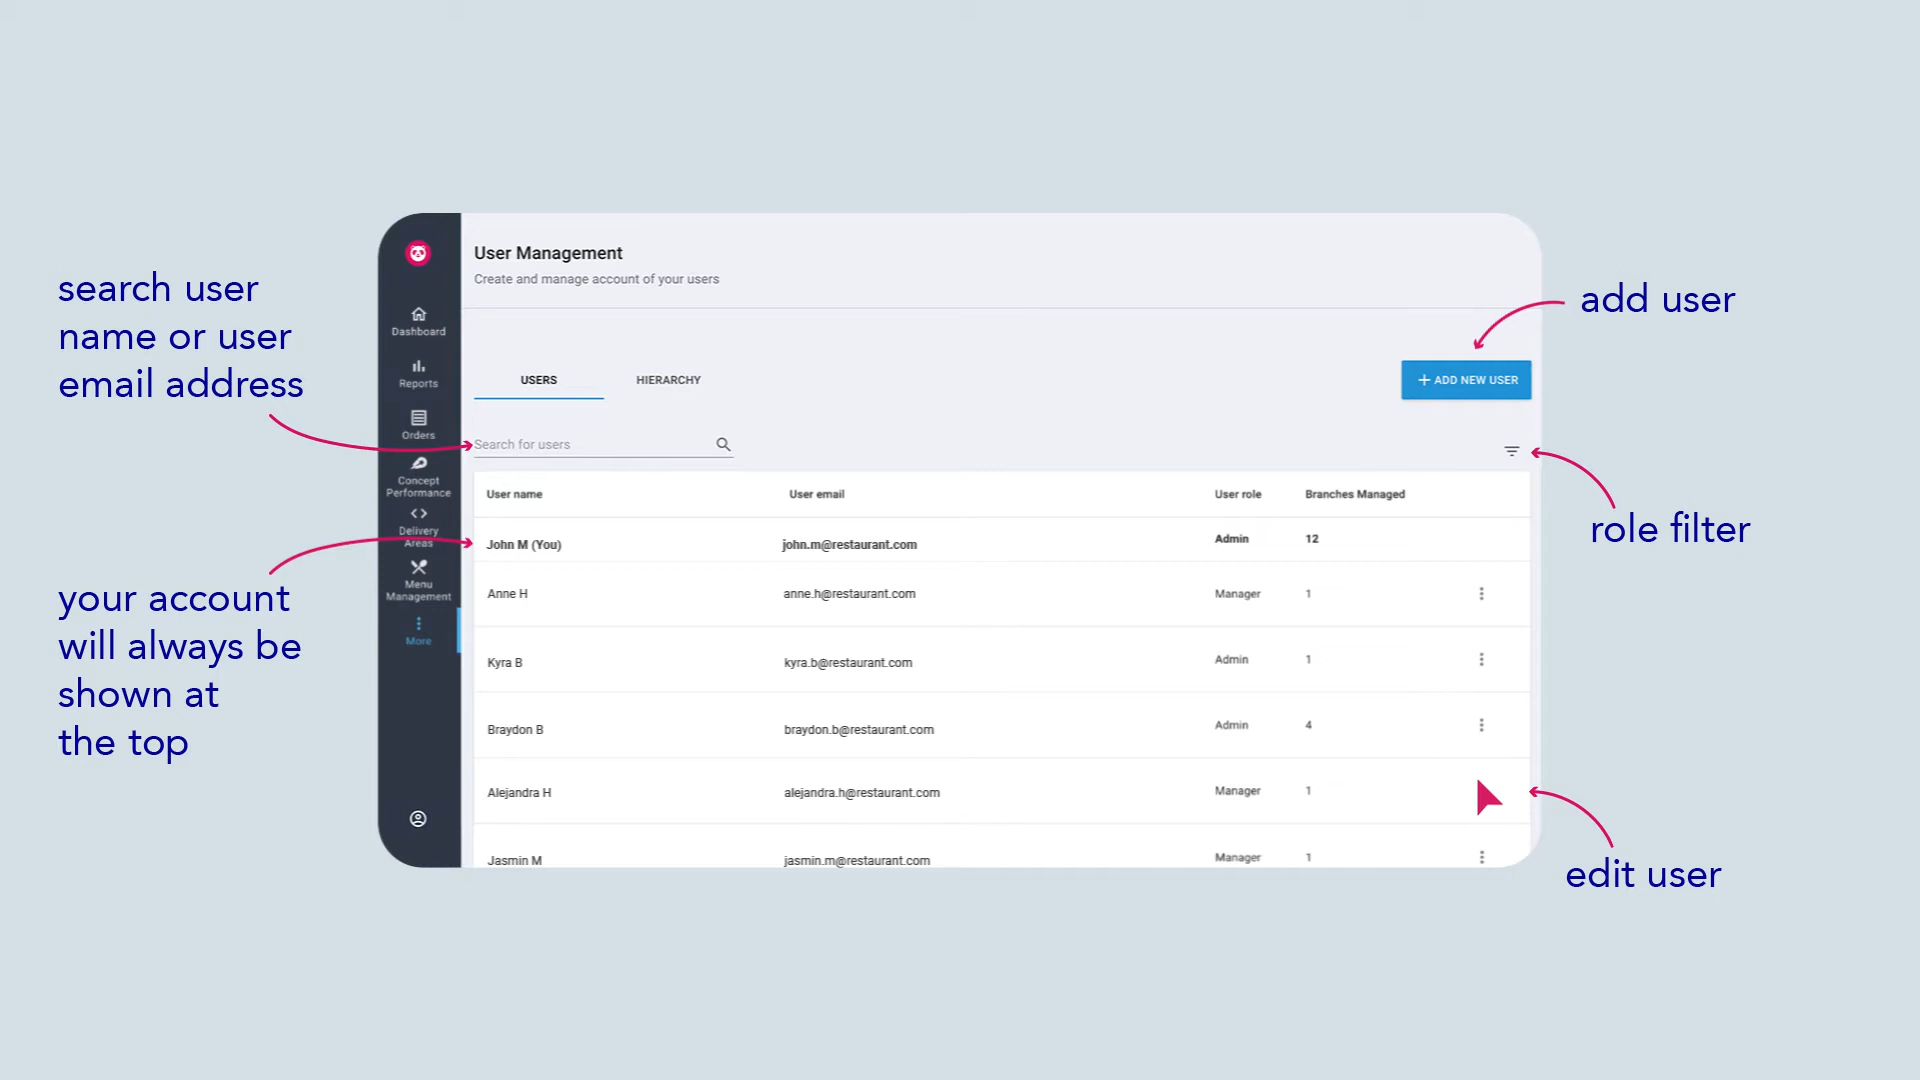 search user
name or user
email address
your account
will always be
shown at
the top
Dashboard
Reports
Orders
Concept
Performance
Delivery
Areas
Menu
Management
More
User Management
Create and manage account of your users
USERS HIERARCHY
+ ADD NEW USER
Search for users
User name User email User role Branches Managed
John M (You) john.m@restaurant.com Admin 12
Anne H anne.h@restaurant.com Manager 1
Kyra B kyra.b@restaurant.com Admin 1
Braydon B braydon.b@restaurant.com Admin 4
Alejandra H alejandra.h@restaurant.com Manager 1
Jasmin M jasmin.m@restaurant.com Manager 1
add user
role filter
edit user